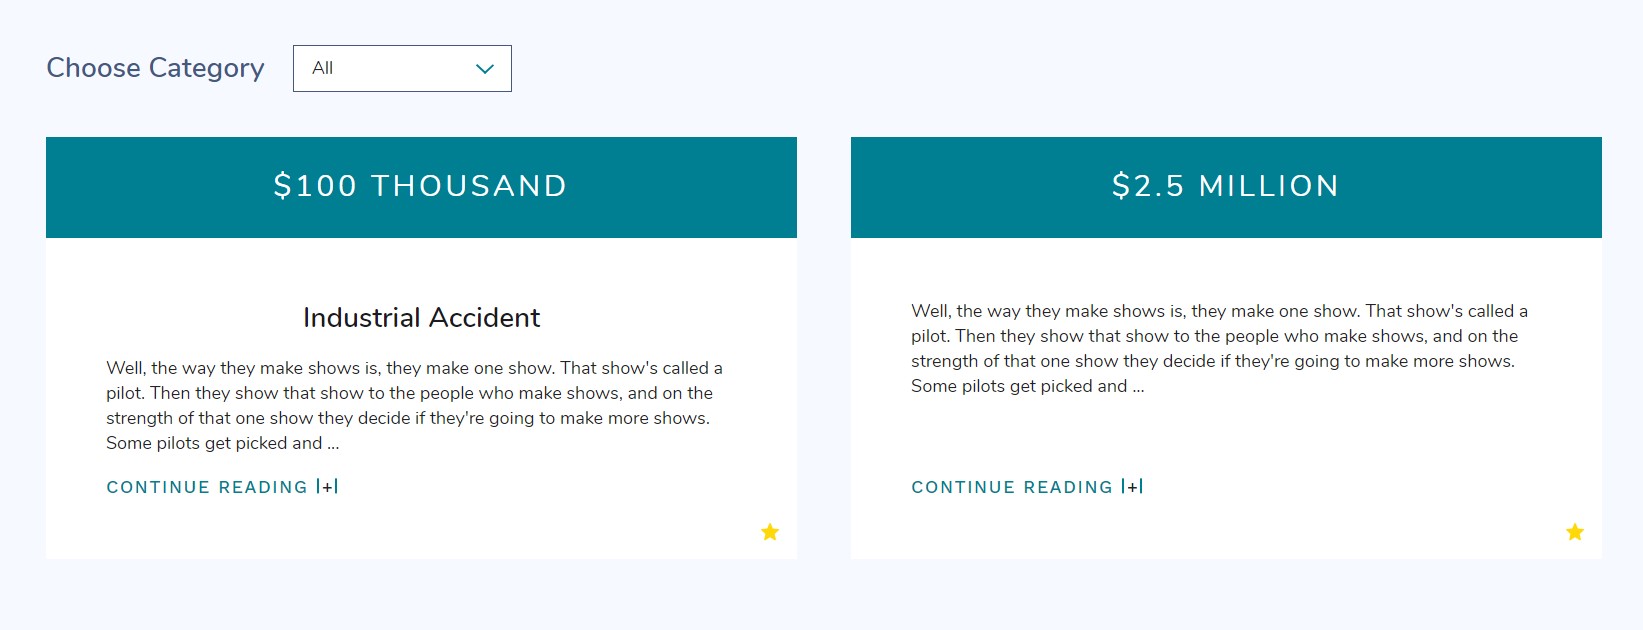 Choose Category
All
$100 THOUSAND
Industrial Accident
Well, the way they make shows is, they make one show. That show's called a
pilot. Then they show that show to the people who make shows, and on the
strength of that one show they decide if they're going to make more shows.
Some pilots get picked and ...
CONTINUE READING |+|
$2.5 MILLION
Well, the way they make shows is, they make one show. That show's called a
pilot. Then they show that show to the people who make shows, and on the
strength of that one show they decide if they're going to make more shows.
Some pilots get picked and ...
CONTINUE READING |+|